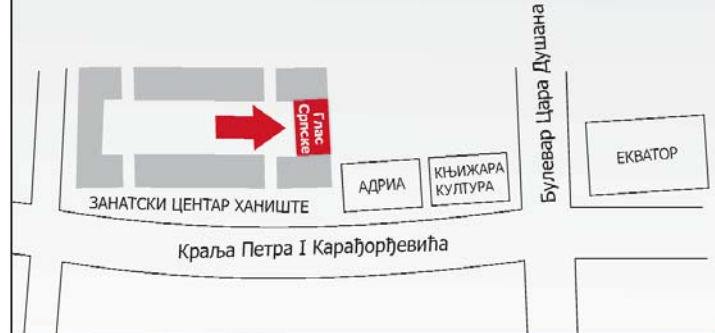 Булевар Цара Душана
Глас
Српске
ЕКВАТОР
АДРИА
КЊИЖАРА
КУЛТУРА
ЗАНАТСКИ ЦЕНТАР ХАНИШТЕ
Краља Петра I Карађорђевића